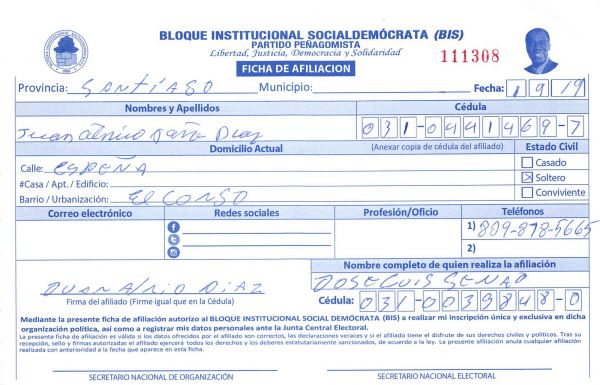 BLOQUE INSTITUCIONAL SOCIALDEMÓCRATA (BIS)
PARTIDO PEÑAGOMISTA
Libertad, Justicia, Democracia y Solidaridad
111308
FICHA DE AFILIACION
Provincia: SANTIAGO Municipio: Fecha: 1 9 19
Nombres y Apellidos Cédula
Juan Diaz 031-0441469-7
Domicilio Actual (Anexar copia de cédula del afiliado) Estado Civil
Calle: ESPEÑA Casado
#Casa / Apt. / Edificio: Soltero
Barrio / Urbanización: El CONSO Conviviente
Correo electrónico Redes sociales Profesión/Oficio Teléfonos
1) 809-878-5665
2)
Nombre completo de quien realiza la afiliación
JUAN DIAZ JOSE LUIS
Firma del afiliado (Firme igual que en la Cédula) Cédula: 031-0039848-0
Mediante la presente ficha de afiliación autorizo al BLOQUE INSTITUCIONAL SOCIAL DEMÓCRATA (BIS) a realizar mi inscripción única y exclusiva en dicha
organización política, así como a registrar mis datos personales ante la Junta Central Electoral.
La presente ficha de afiliación es válida si los datos ofrecidos por el afiliado son correctos, las declaraciones veraces y si el afiliado tiene el disfrute de sus derechos civiles y políticos. Tras su
recepción, sello y firmas autorizadas el afiliado ejercerá todos los derechos y los deberes estatutariamente sancionados, de acuerdo a la ley. La presente afiliación anula cualquier afiliación
realizada con anterioridad a la fecha que aparece en esta ficha.
SECRETARIO NACIONAL DE ORGANIZACIÓN SECRETARIO NACIONAL ELECTORAL